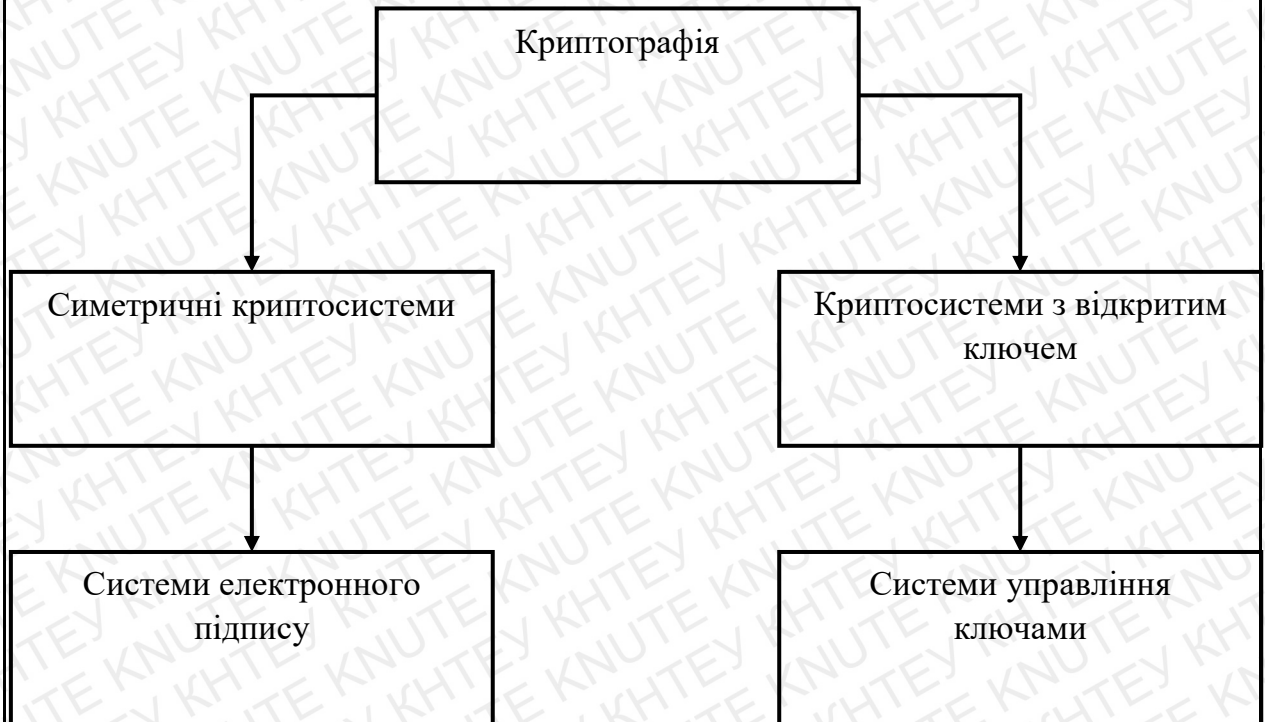 Криптографія
Симетричні криптосистеми
Криптосистеми з відкритим
ключем
Системи електронного
підпису
Системи управління
ключами